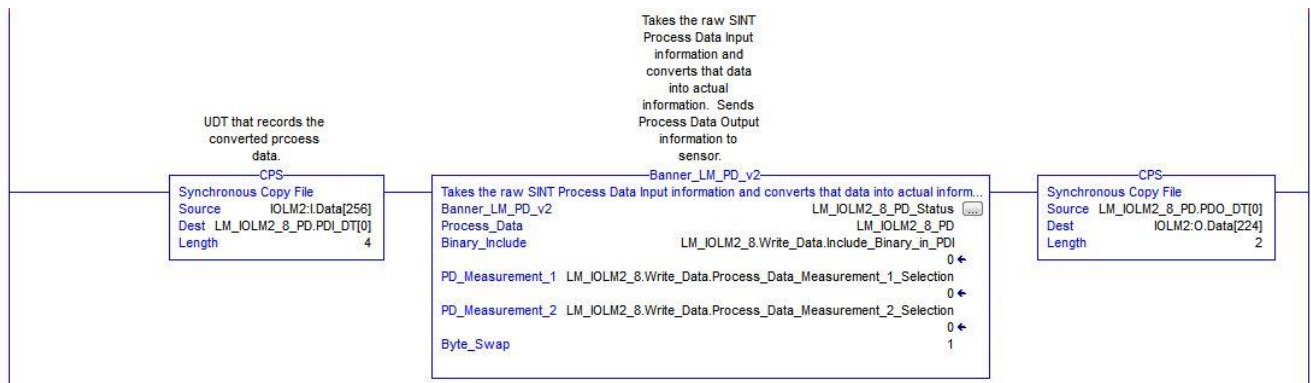 Takes the raw SINT
Process Data Input
information and
converts that data
into actual
information. Sends
Process Data Output
information to
sensor.
UDT that records the
converted prcoess
data.
CPS
Synchronous Copy File
Source IOLM2:I.Data[256]
Dest LM_IOLM2_8_PD.PDI_DT[0]
Length 4
Banner_LM_PD_v2
Takes the raw SINT Process Data Input information and converts that data into actual inform...
Banner_LM_PD_v2 LM_IOLM2_8_PD_Status ...
Process_Data LM_IOLM2_8_PD
Binary_Include LM_IOLM2_8.Write_Data.Include_Binary_in_PDI
0 ←
PD_Measurement_1 LM_IOLM2_8.Write_Data.Process_Data_Measurement_1_Selection
0 ←
PD_Measurement_2 LM_IOLM2_8.Write_Data.Process_Data_Measurement_2_Selection
0 ←
Byte_Swap 1
CPS
Synchronous Copy File
Source LM_IOLM2_8_PD.PDO_DT[0]
Dest IOLM2:O.Data[224]
Length 2